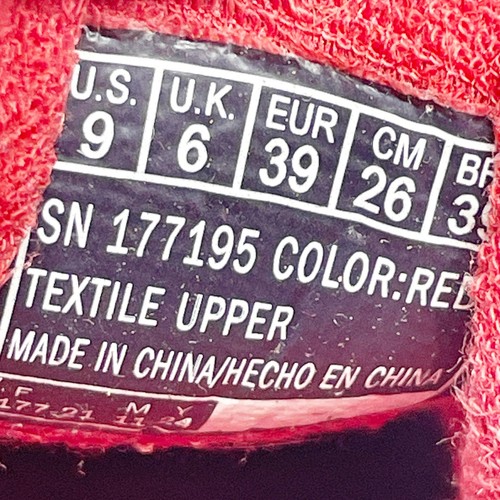 U.S. U.K. EUR CM
9 6 39 26
SN 177195 COLOR:RED
TEXTILE UPPER
MADE IN CHINA/HECHO EN CHINA
F M Y